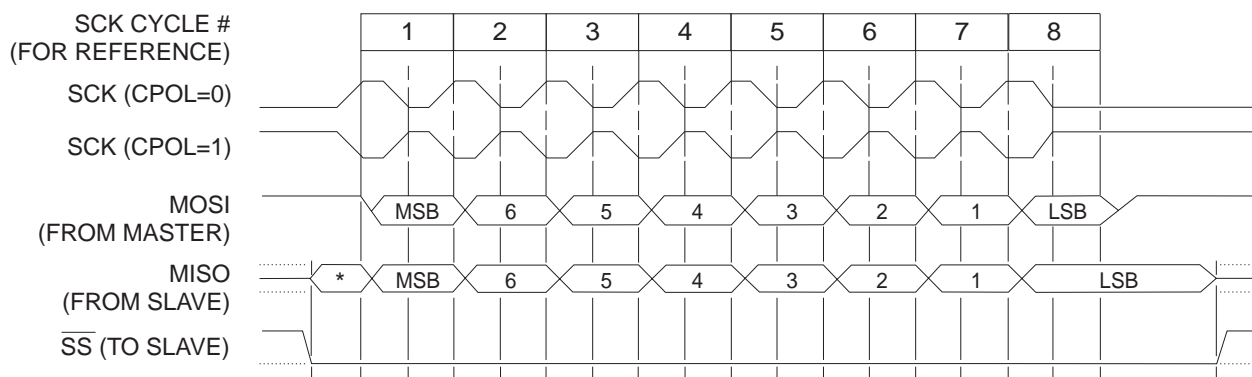 SCK CYCLE #
(FOR REFERENCE)
1 2 3 4 5 6 7 8
SCK (CPOL=0)
SCK (CPOL=1)
MOSI
(FROM MASTER)
MSB 6 5 4 3 2 1 LSB
MISO
(FROM SLAVE)
* MSB 6 5 4 3 2 1 LSB
SS (TO SLAVE)